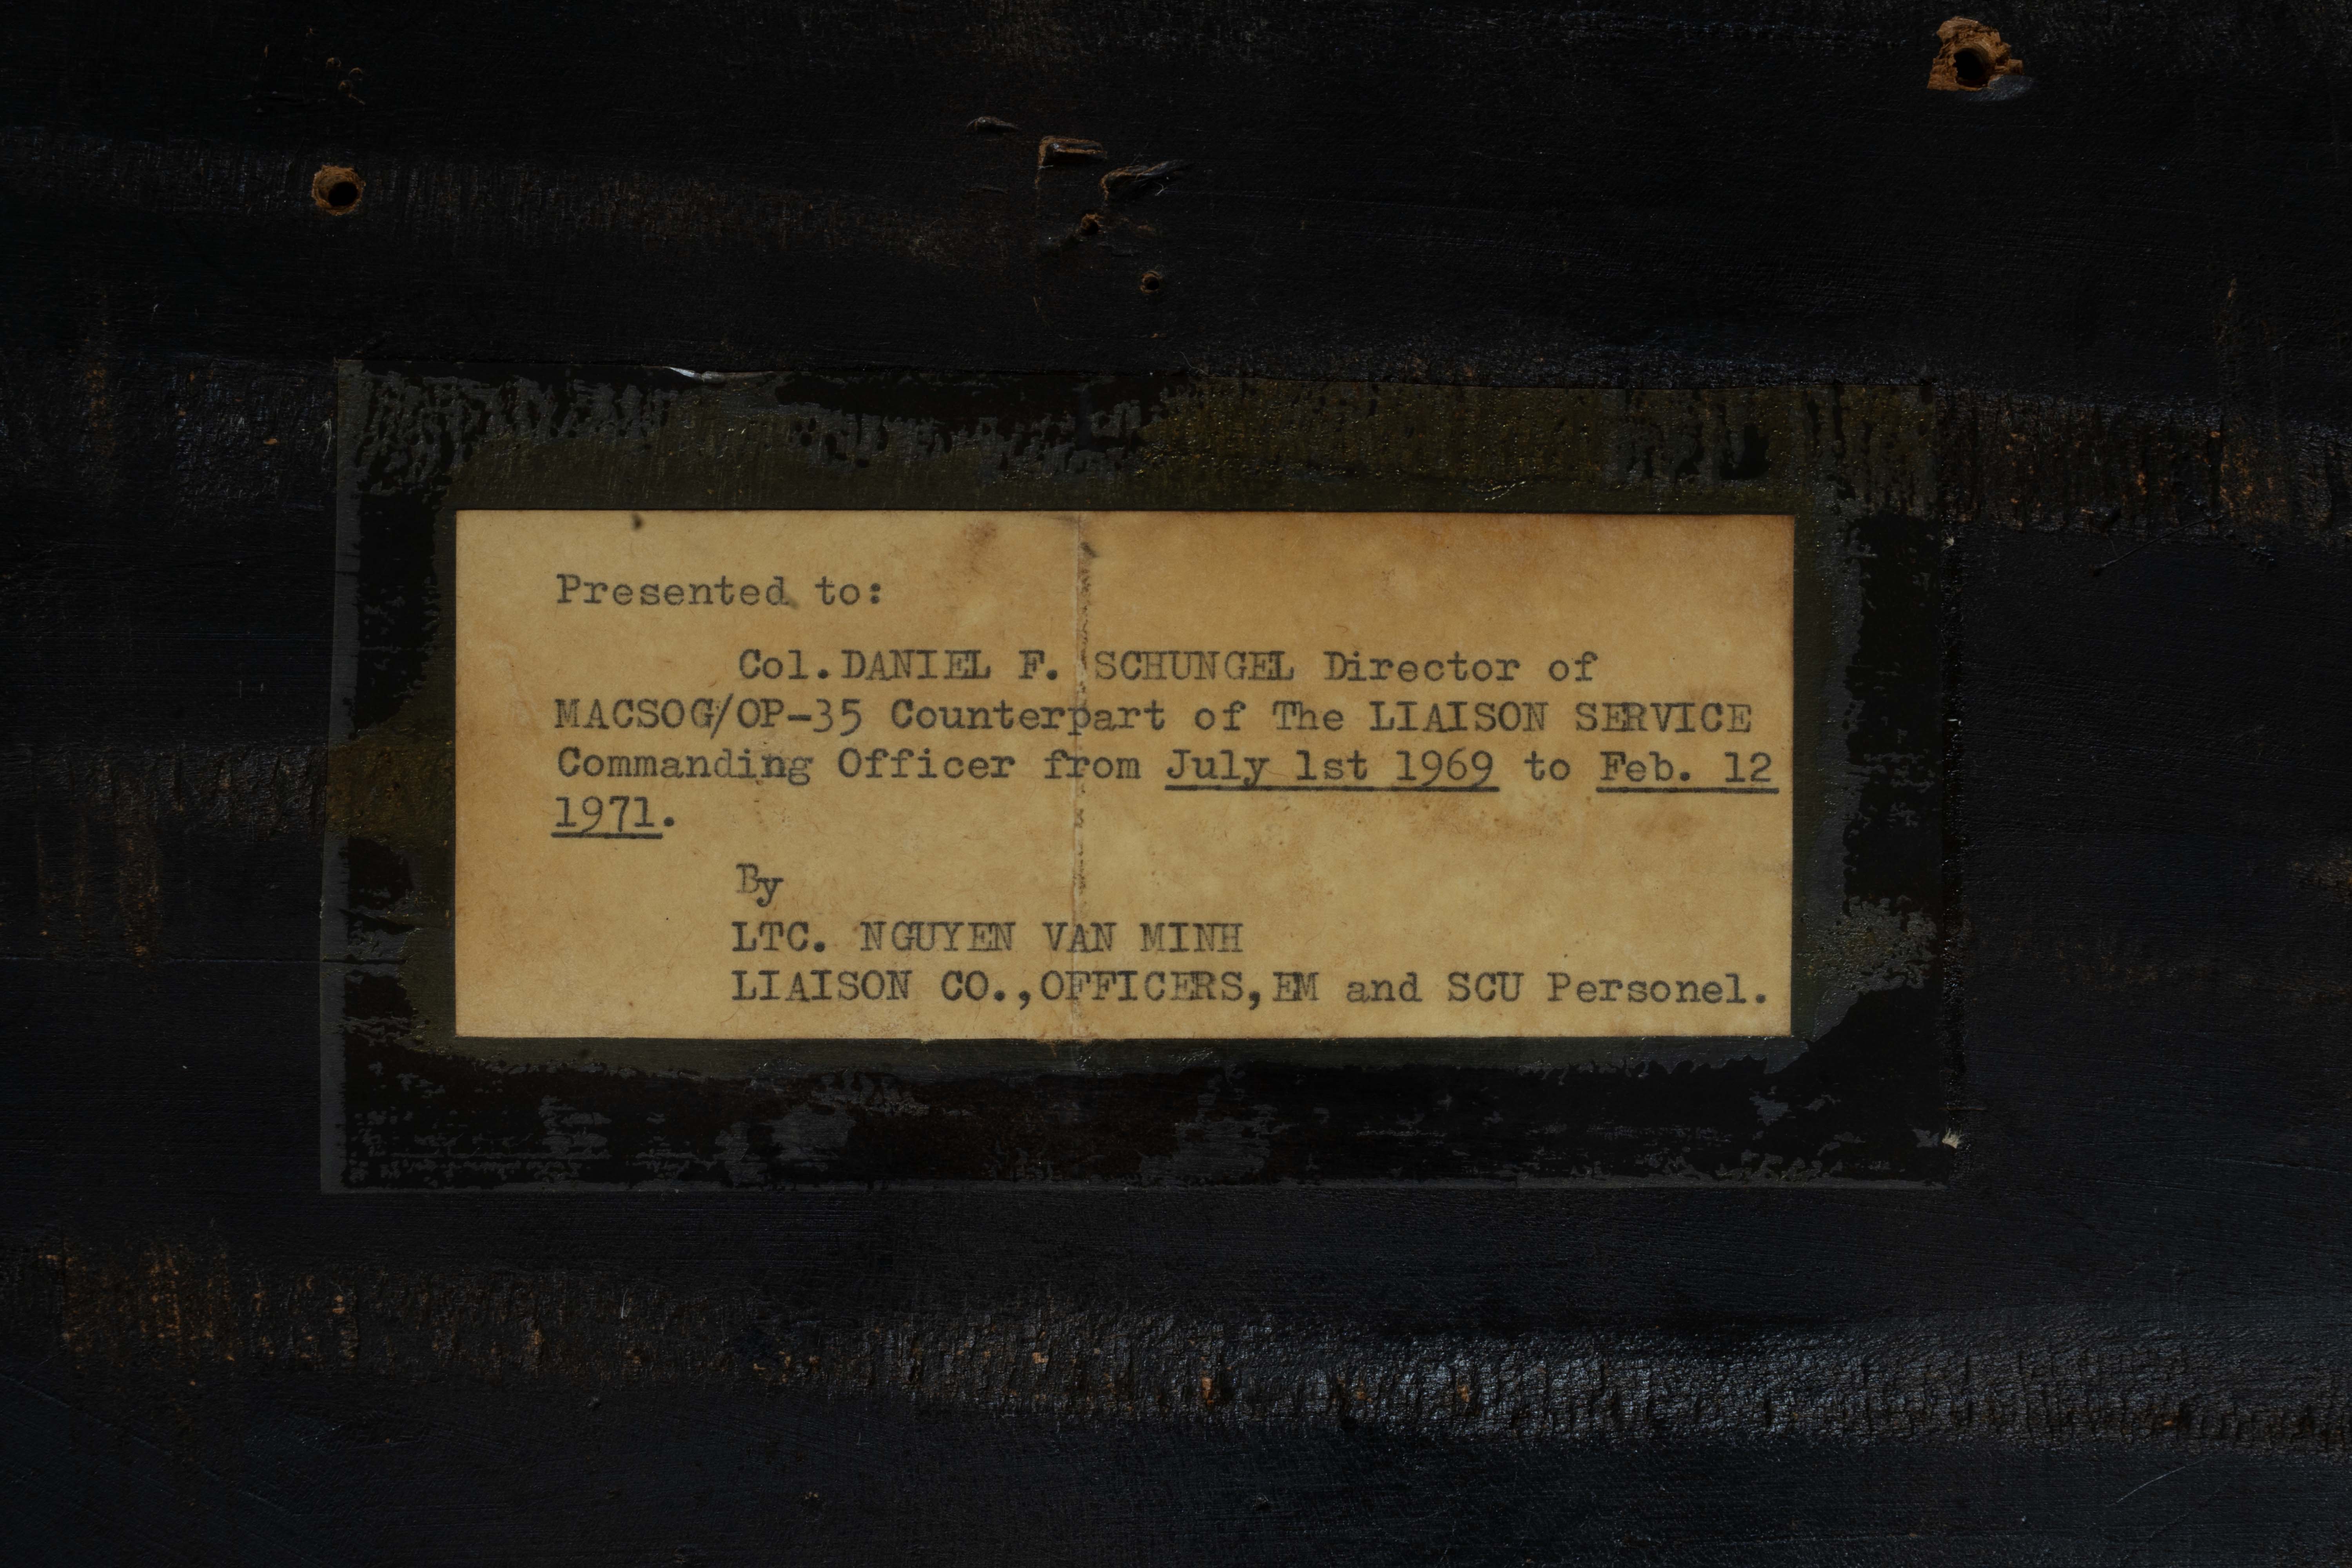 Presented to:
Col.DANIEL F. SCHUNGEL Director of
MACSOG/OP-35 Counterpart of The LIAISON SERVICE
Commanding Officer from July 1st 1969 to Feb. 12
1971.
By
LTC. NGUYEN VAN MINH
LIAISON CO.,OFFICERS,EM and SCU Personel.